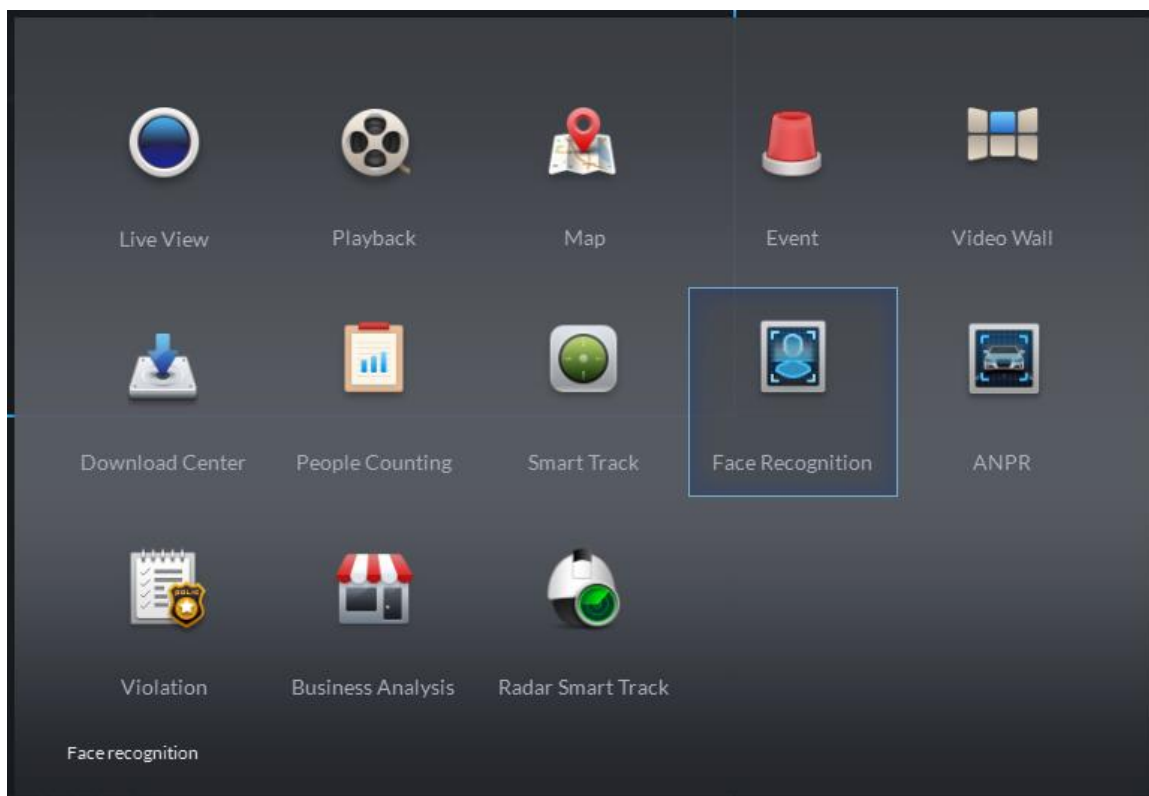 Live View
Playback
Map
Event
Video Wall
Download Center
People Counting
Smart Track
Face Recognition
ANPR
POLIC
Violation
Business Analysis
Radar Smart Track
Face recognition